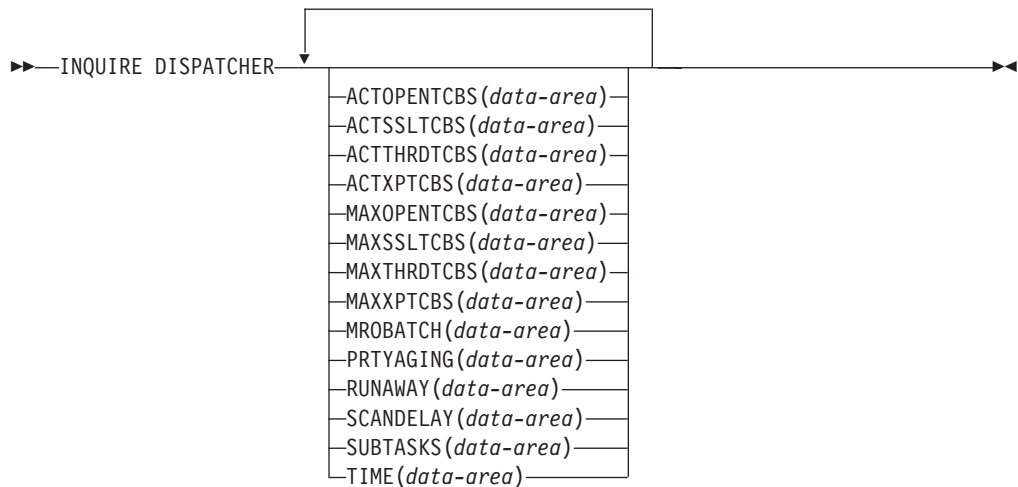 INQUIRE DISPATCHER
ACTOPENTCBS(data-area)
ACTSSLTCBS(data-area)
ACTTHRDTCBS(data-area)
ACTXPTCBS(data-area)
MAXOPENTCBS(data-area)
MAXSSLTCBS(data-area)
MAXTHRDTCBS(data-area)
MAXXPTCBS(data-area)
MROBATCH(data-area)
PRTYAGING(data-area)
RUNAWAY(data-area)
SCANDELAY(data-area)
SUBTASKS(data-area)
TIME(data-area)